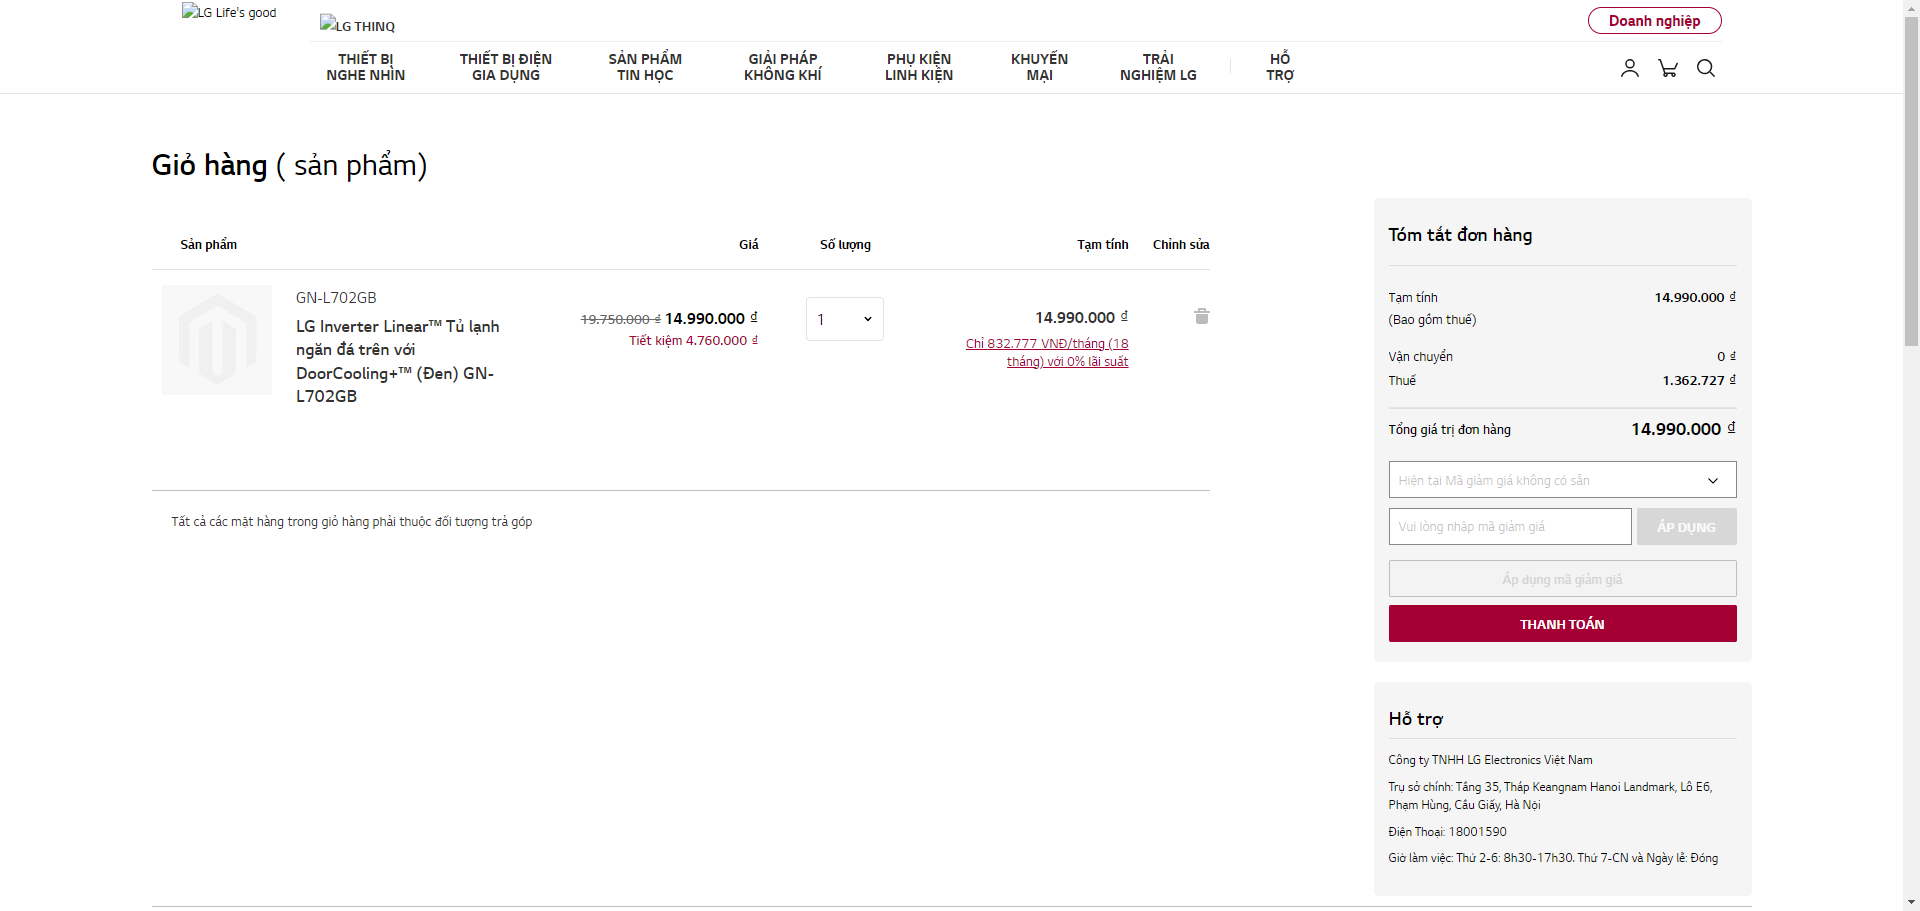 LG Life's good
LG THINQ
Doanh nghiệp
THIẾT BỊ
NGHE NHÌN
THIẾT BỊ ĐIỆN
GIA DỤNG
SẢN PHẨM
TIN HỌC
GIẢI PHÁP
KHÔNG KHÍ
PHỤ KIỆN
LINH KIỆN
KHUYẾN
MẠI
TRẢI
NGHIỆM LG
HỖ
TRỢ
Giỏ hàng ( sản phẩm)
Sản phẩm
Giá
Số lượng
Tạm tính
Chỉnh sửa
GN-L702GB
LG Inverter Linear™ Tủ lạnh
ngăn đá trên với
DoorCooling+™ (Đen) GN-
L702GB
19.750.000 ₫ 14.990.000 ₫
Tiết kiệm 4.760.000 ₫
1
14.990.000 ₫
Chỉ 832.777 VNĐ/tháng (18
tháng) với 0% lãi suất
Tất cả các mặt hàng trong giỏ hàng phải thuộc đối tượng trả góp
Tóm tắt đơn hàng
Tạm tính 14.990.000 ₫
(Bao gồm thuế)
Vận chuyển 0 ₫
Thuế 1.362.727 ₫
Tổng giá trị đơn hàng 14.990.000 ₫
Hiện tại Mã giảm giá không có sẵn
Vui lòng nhập mã giảm giá
ÁP DỤNG
Áp dụng mã giảm giá
THANH TOÁN
Hỗ trợ
Công ty TNHH LG Electronics Việt Nam
Trụ sở chính: Tầng 35, Tháp Keangnam Hanoi Landmark, Lô E6,
Phạm Hùng, Cầu Giấy, Hà Nội
Điện Thoại: 18001590
Giờ làm việc: Thứ 2-6: 8h30-17h30. Thứ 7-CN và Ngày lễ: Đóng